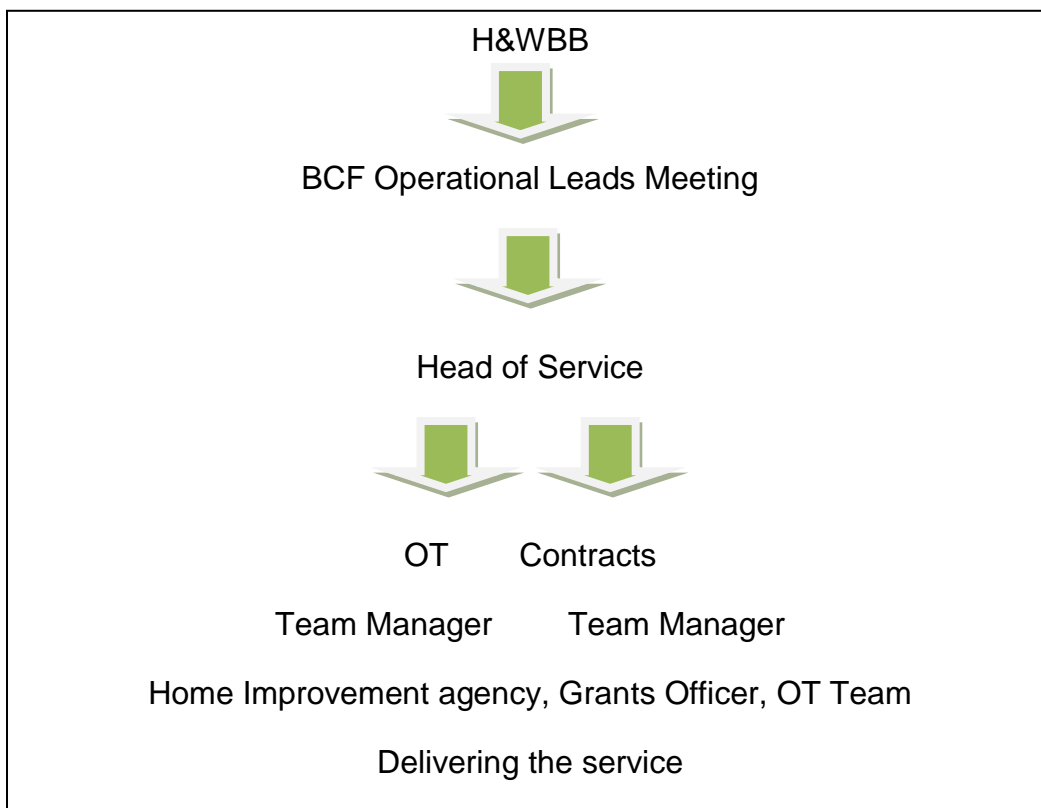 H&WBB
BCF Operational Leads Meeting
Head of Service
OT Contracts
Team Manager Team Manager
Home Improvement agency, Grants Officer, OT Team
Delivering the service